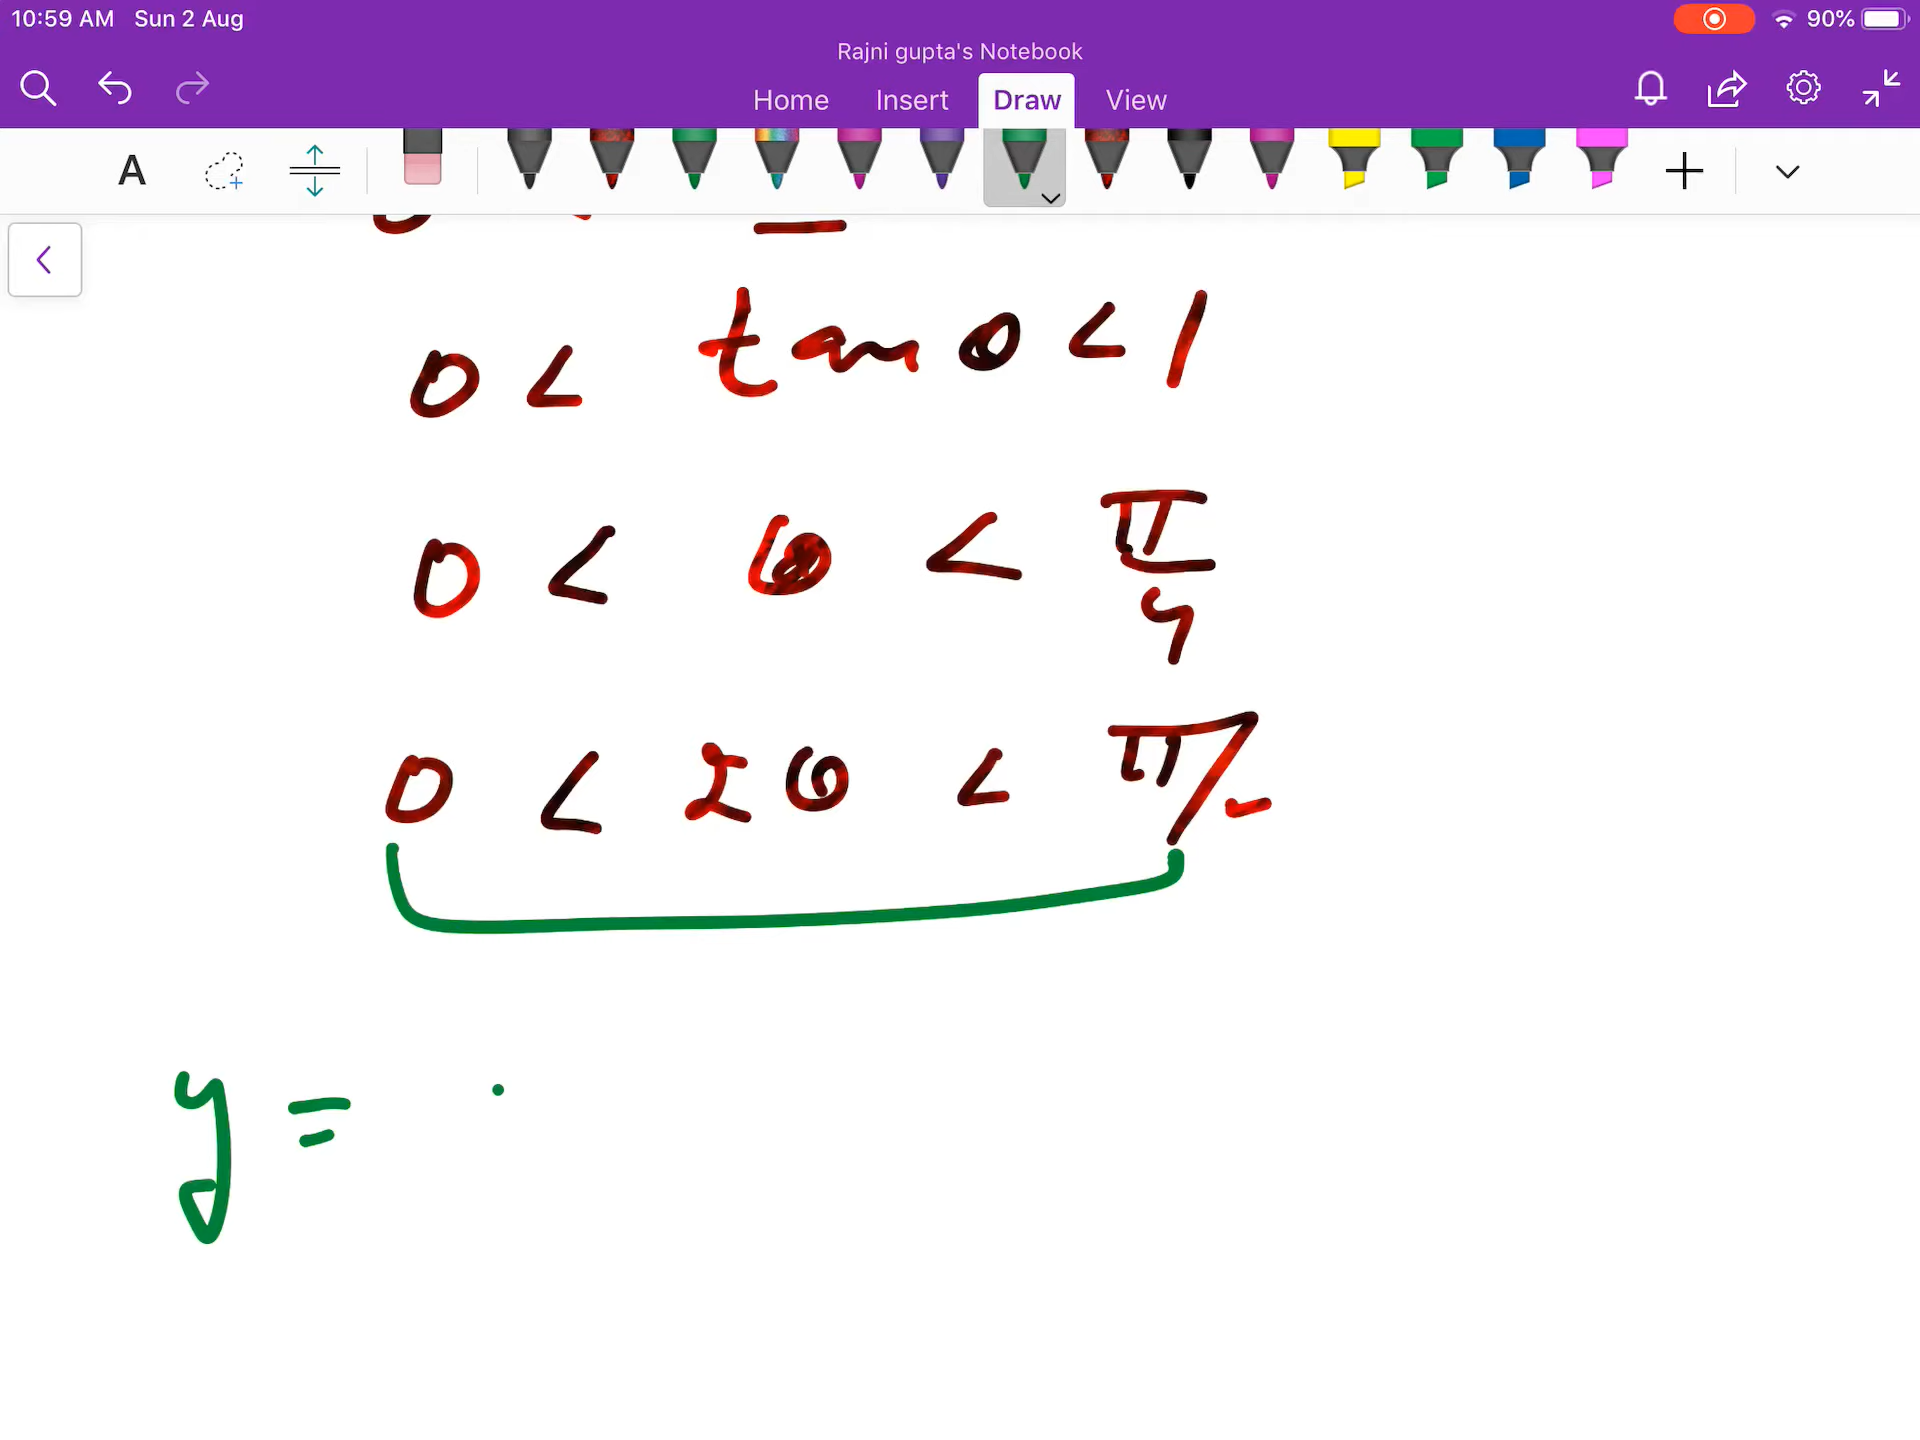 10:59 AM Sun 2 Aug
90%
Rajni gupta's Notebook
Home Insert Draw View
A
0 < tan θ < 1
0 < θ < π/4
0 < 2θ < π/
y =